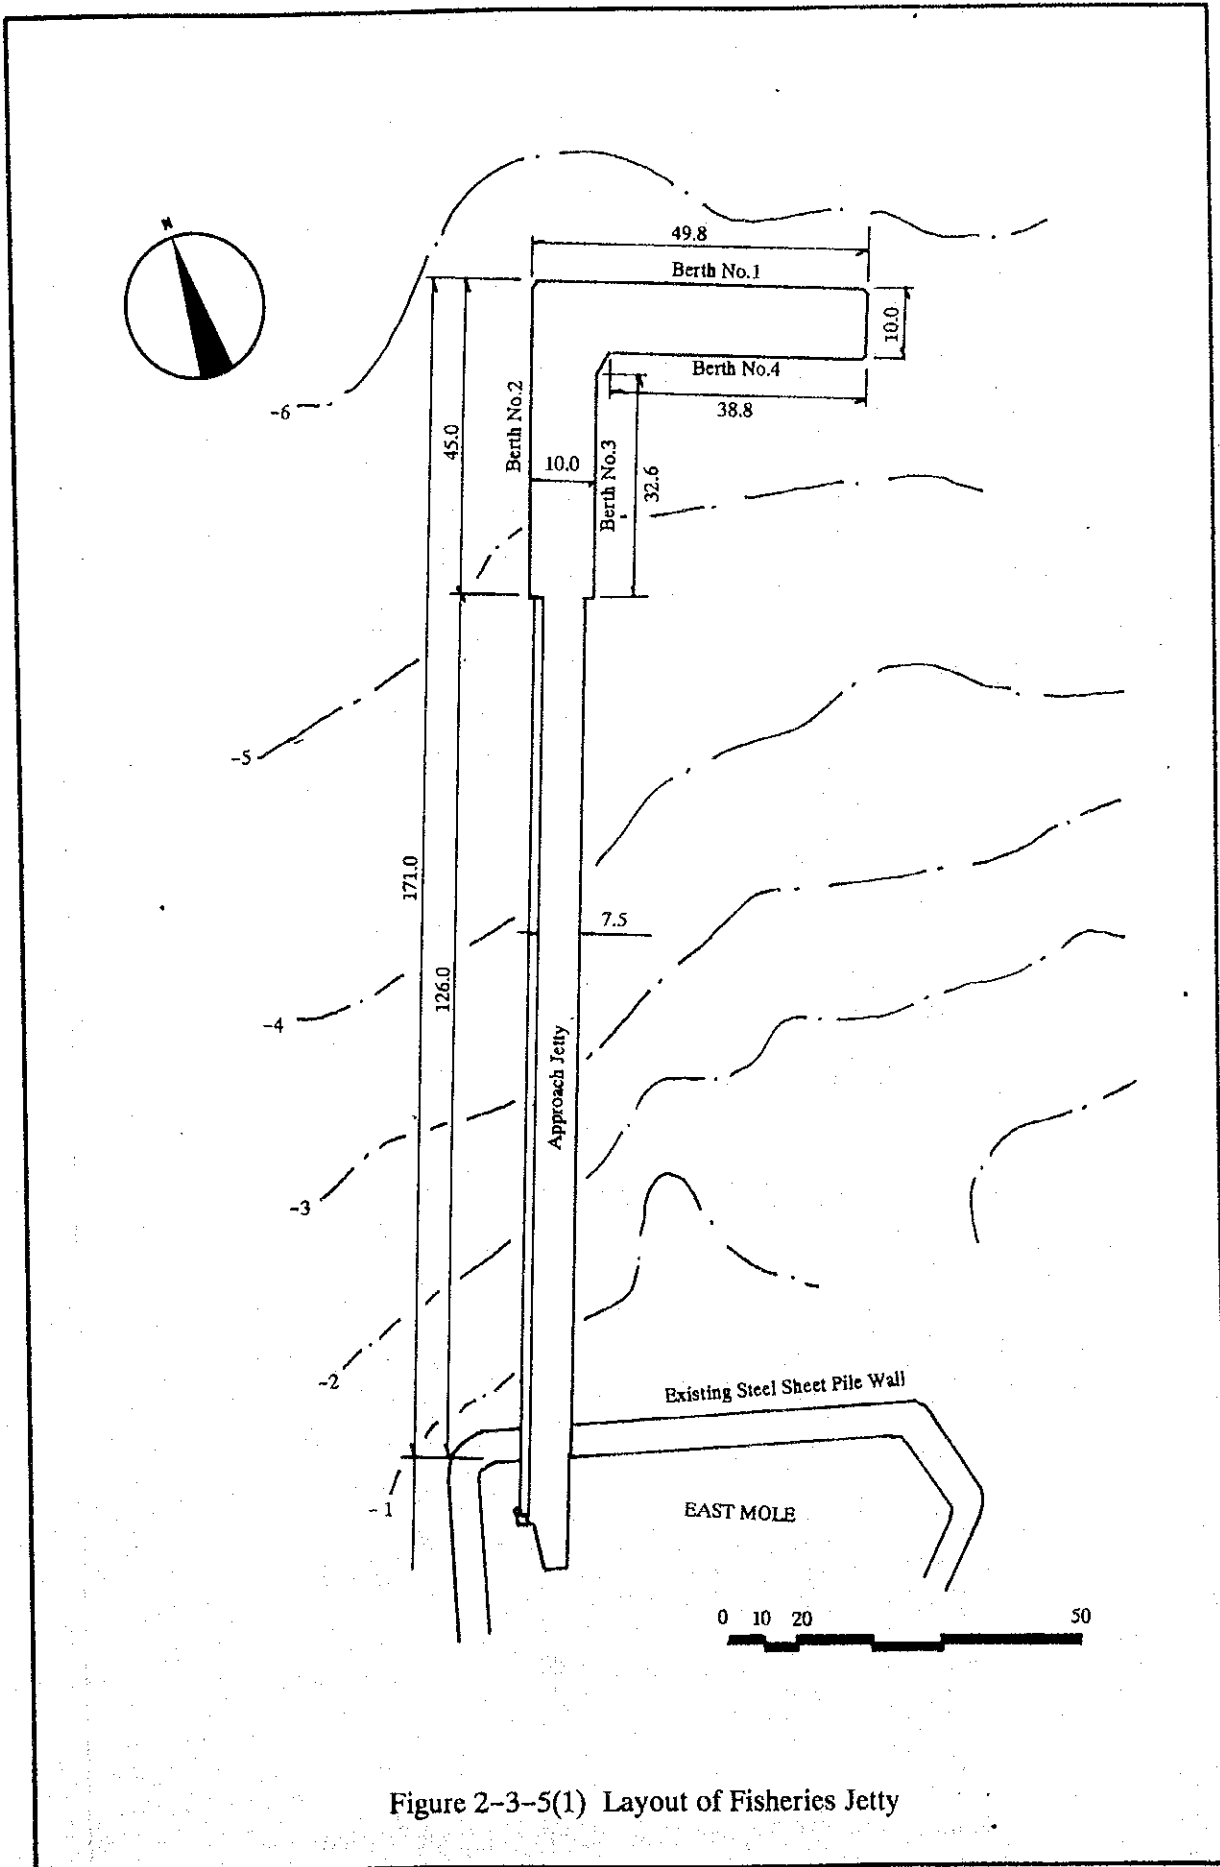 N
49.8
Berth No.1
10.0
Berth No.4
38.8
-6
Berth No.2
45.0
10.0
Berth No.3
32.6
-5
171.0
7.5
126.0
-4
Approach Jetty
-3
-2
Existing Steel Sheet Pile Wall
-1
EAST MOLE
0 10 20 50
Figure 2-3-5(1) Layout of Fisheries Jetty